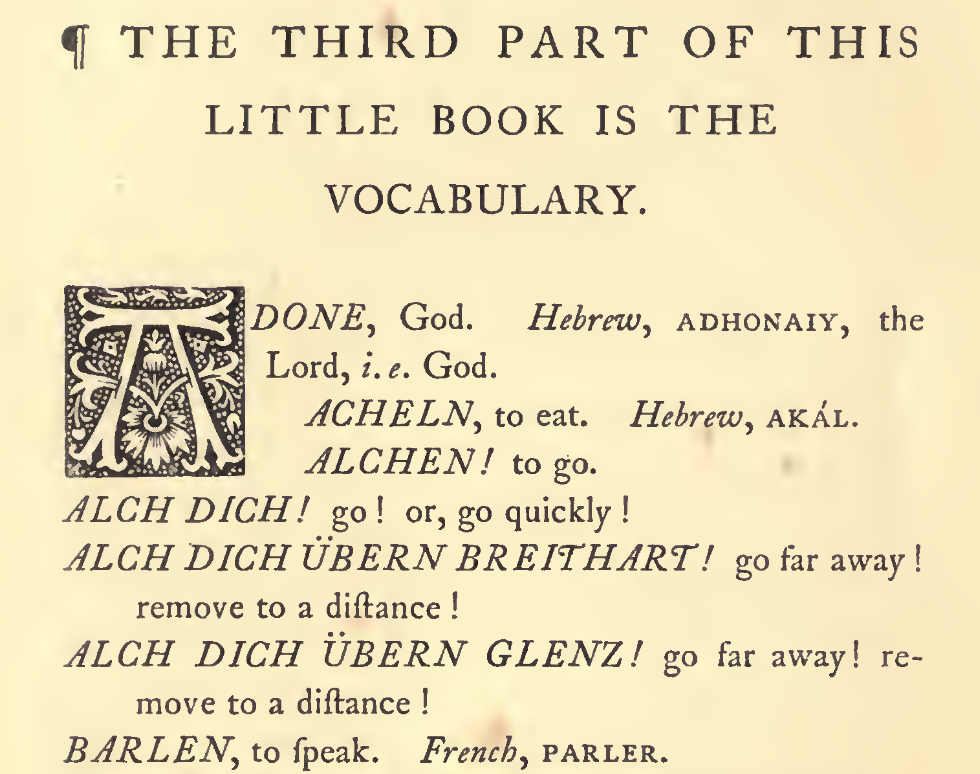 ¶ THE THIRD PART OF THIS
LITTLE BOOK IS THE
VOCABULARY.
ADONE, God. Hebrew, ADHONAIY, the
Lord, i. e. God.
ACHELN, to eat. Hebrew, AKÁL.
ALCHEN! to go.
ALCH DICH! go! or, go quickly!
ALCH DICH ÜBERN BREITHART! go far away!
remove to a diſtance!
ALCH DICH ÜBERN GLENZ! go far away! re-
move to a diſtance!
BARLEN, to ſpeak. French, PARLER.